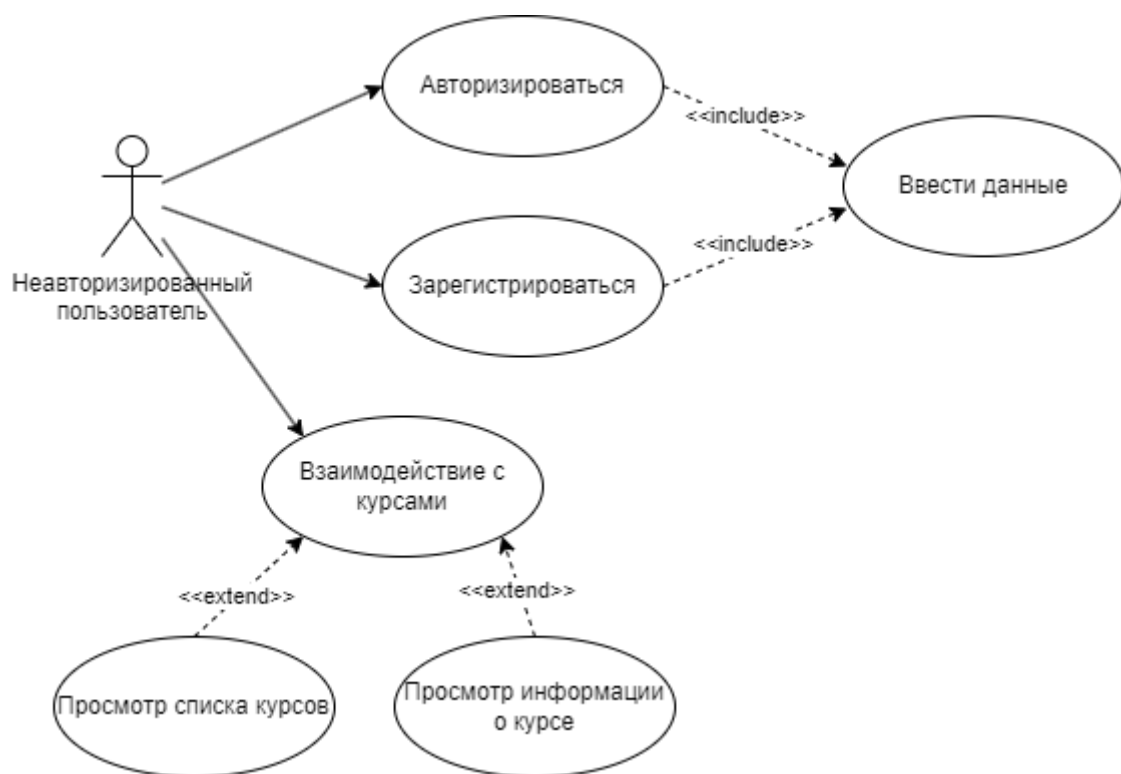 Авторизироваться
<<include>>
Ввести данные
Неавторизированный
пользователь
Зарегистрироваться
<<include>>
Взаимодействие с
курсами
<<extend>>
<<extend>>
Просмотр списка курсов
Просмотр информации
о курсе